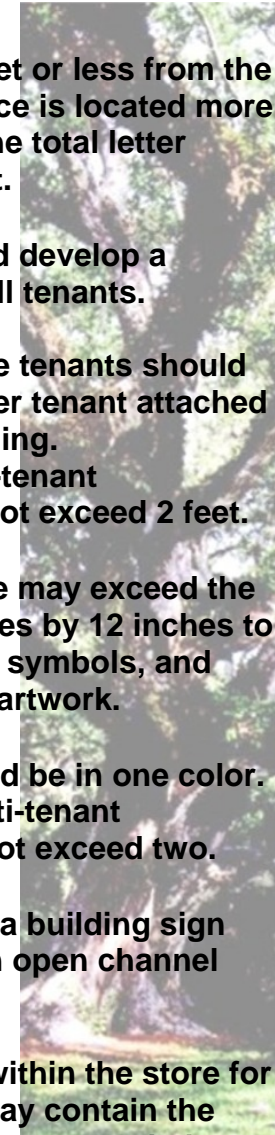 et or less from the
ce is located more
ne total letter
t.
d develop a
ll tenants.
e tenants should
er tenant attached
ing.
tenant
ot exceed 2 feet.
e may exceed the
es by 12 inches to
symbols, and
artwork.
d be in one color.
ti-tenant
ot exceed two.
a building sign
n open channel
within the store for
ay contain the